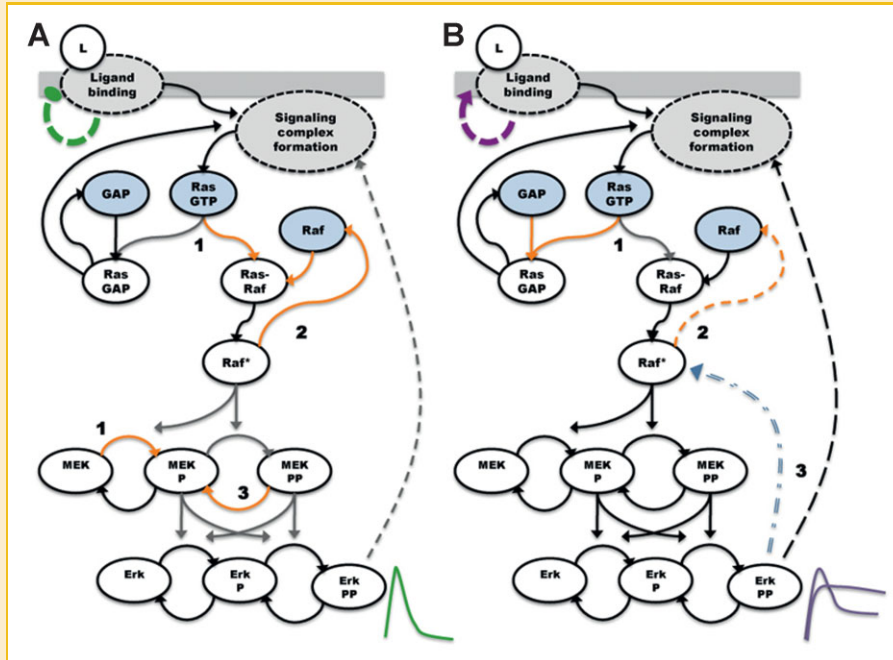 A
L
Ligand
binding
Signaling
complex
formation
GAP
Ras
GTP
Raf
1
Ras
GAP
Ras-
Raf
2
Raf*
1
MEK
MEK
P
3
MEK
PP
Erk
Erk
P
Erk
PP
B
L
Ligand
binding
Signaling
complex
formation
GAP
Ras
GTP
Raf
1
Ras
GAP
Ras-
Raf
2
Raf*
MEK
MEK
P
MEK
PP
3
Erk
Erk
P
Erk
PP